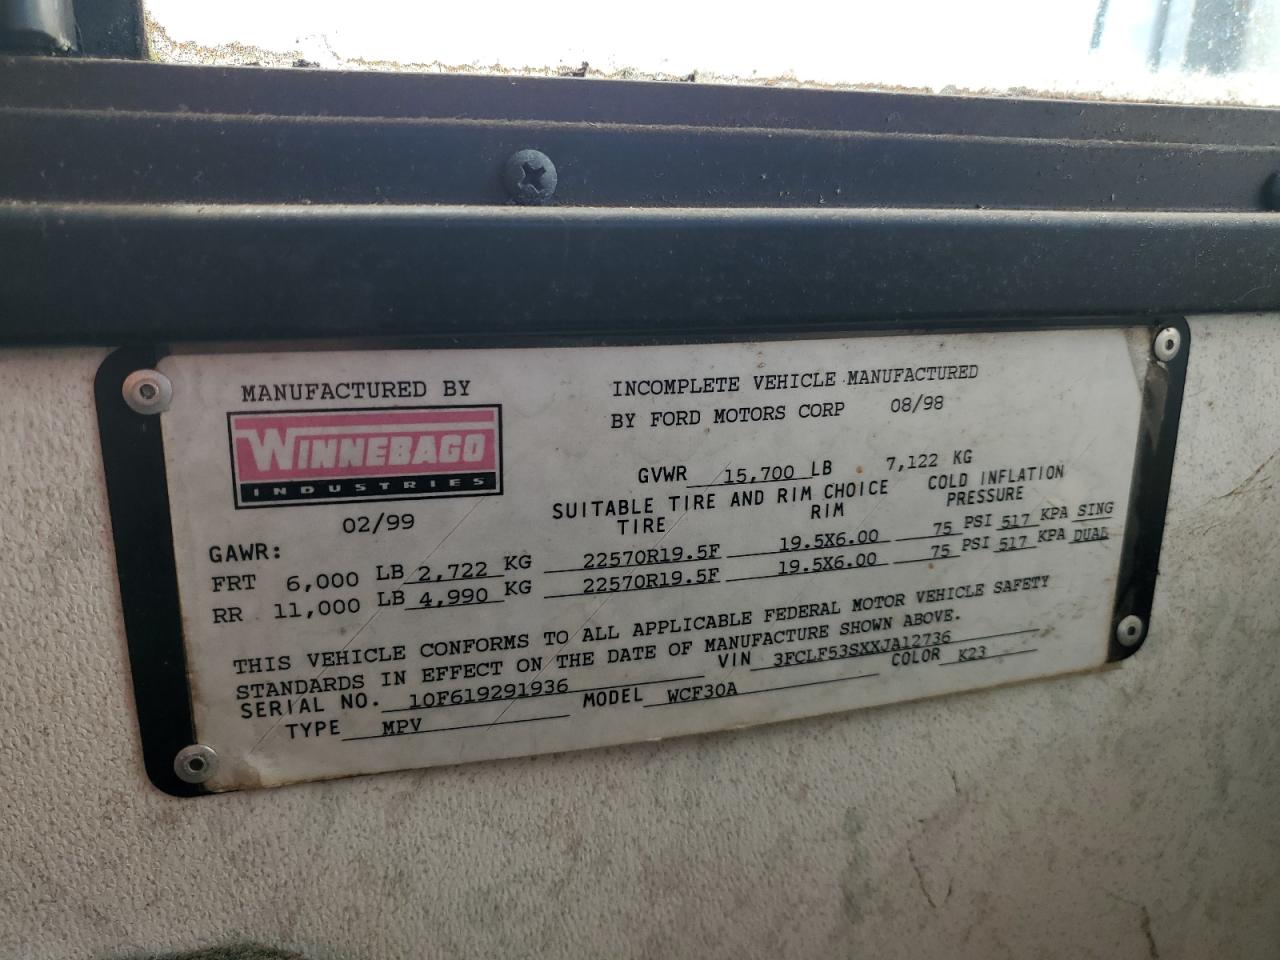 MANUFACTURED BY
WINNEBAGO
INDUSTRIES
02/99
INCOMPLETE VEHICLE MANUFACTURED
BY FORD MOTORS CORP 08/98
GVWR 15,700 LB 7,122 KG
SUITABLE TIRE AND RIM CHOICE COLD INFLATION
TIRE RIM PRESSURE
GAWR:
FRT 6,000 LB 2,722 KG 22570R19.5F 19.5X6.00 75 PSI 517 KPA SING
RR 11,000 LB 4,990 KG 22570R19.5F 19.5X6.00 75 PSI 517 KPA DUAL
THIS VEHICLE CONFORMS TO ALL APPLICABLE FEDERAL MOTOR VEHICLE SAFETY
STANDARDS IN EFFECT ON THE DATE OF MANUFACTURE SHOWN ABOVE.
SERIAL NO. 10F619291936 VIN 3FCLF53SXXJA12736
TYPE MPV MODEL WCF30A COLOR K23